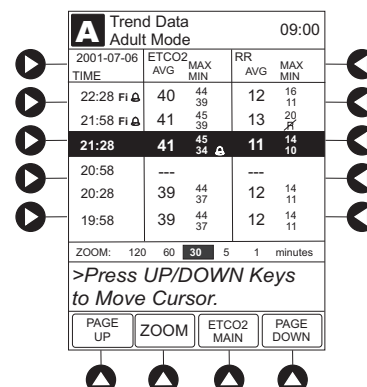 A Trend Data 09:00
Adult Mode
2001-07-06 ETCO2 RR
TIME AVG MAX MIN AVG MAX MIN
22:28 Fi 40 44 39 12 16 11
21:58 Fi 41 45 39 13 20
21:28 41 45 34 11 14 10
20:58 --- ---
20:28 39 44 37 12 14 11
19:58 39 44 37 12 14 11
ZOOM: 120 60 30 5 1 minutes
>Press UP/DOWN Keys
to Move Cursor.
PAGE UP ZOOM ETCO2 MAIN PAGE DOWN